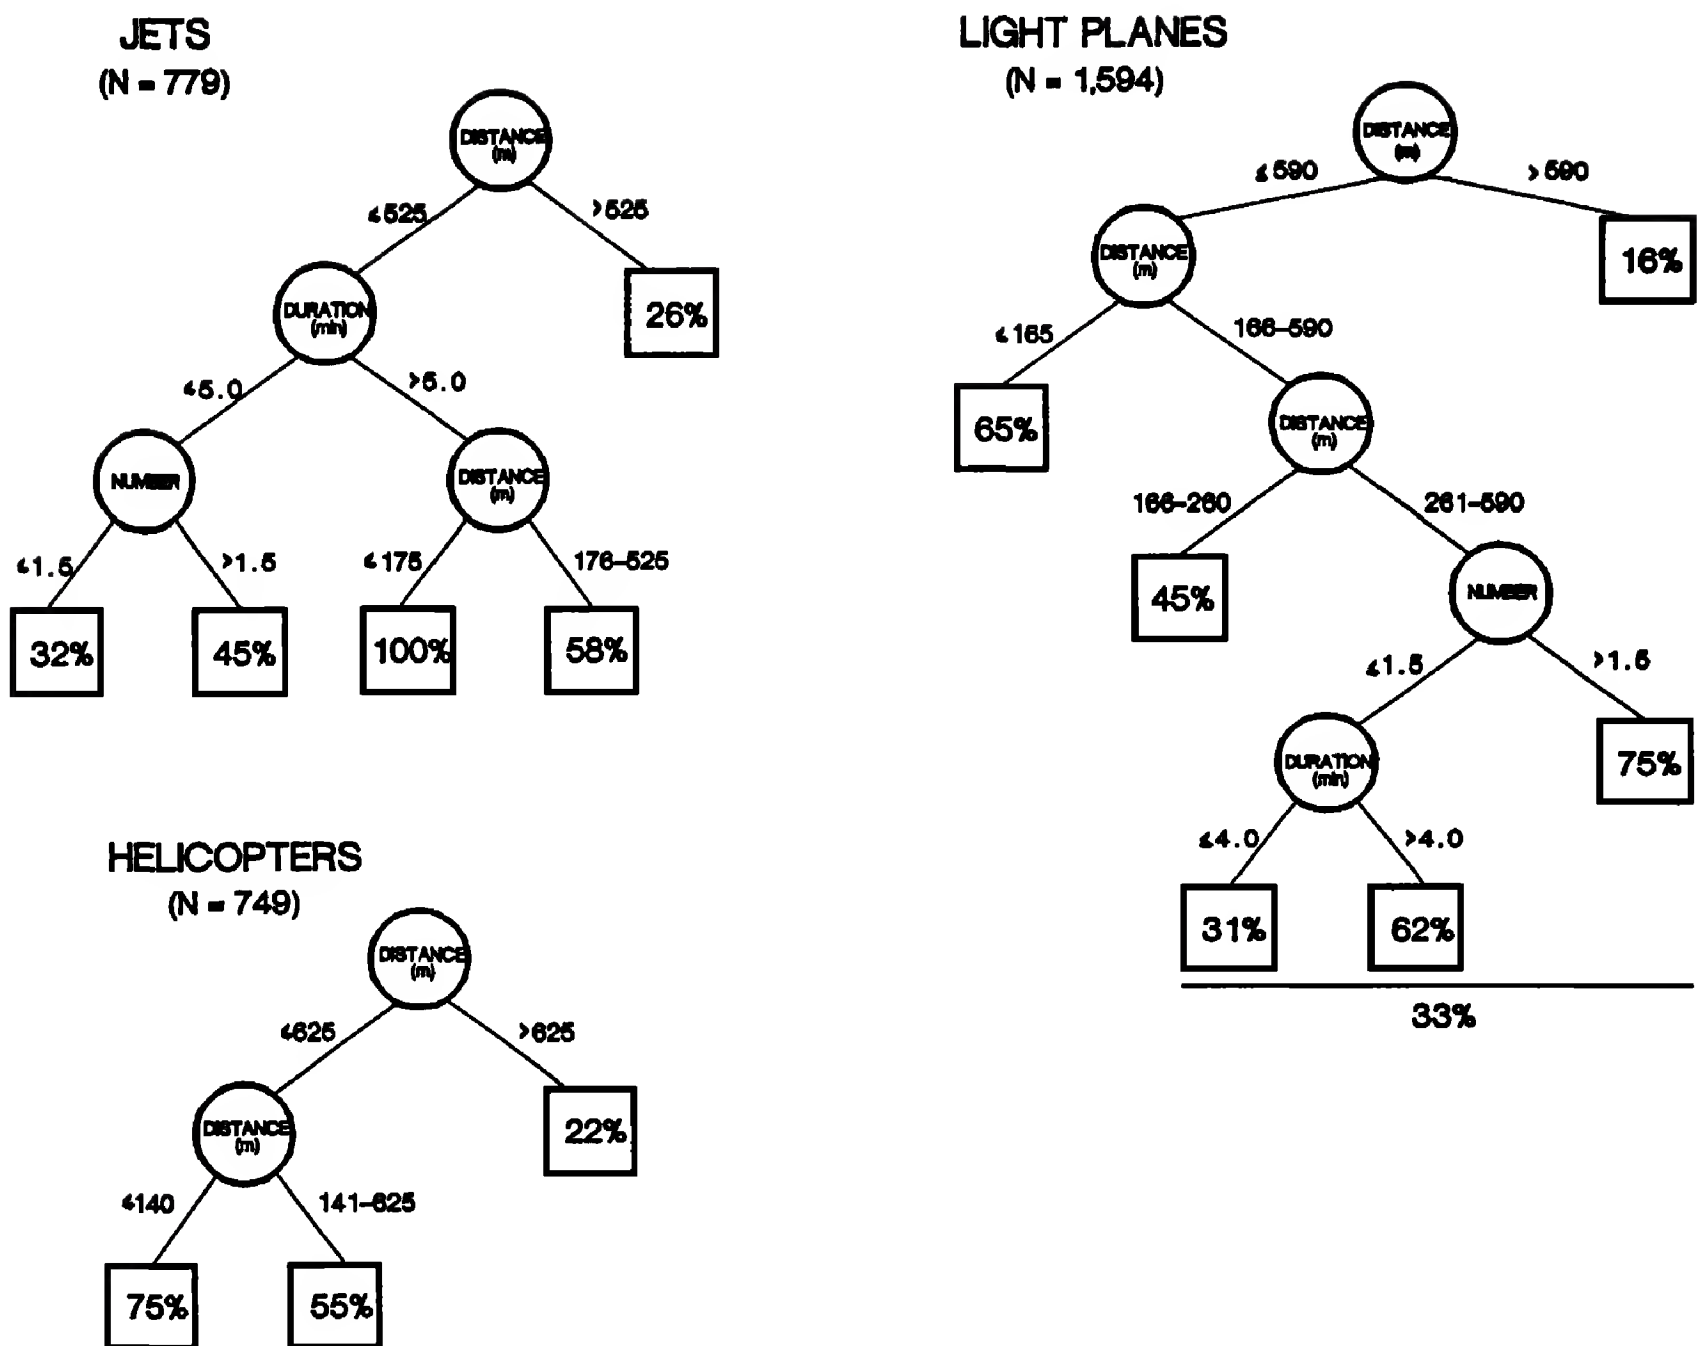 JETS
(N = 779)
DISTANCE
(m)
≤525
>525
DURATION
(min)
26%
≤5.0
>5.0
NUMBER
DISTANCE
(m)
≤1.5
>1.5
≤175
176–525
32%
45%
100%
58%
HELICOPTERS
(N = 749)
DISTANCE
(m)
≤625
>625
DISTANCE
(m)
22%
≤140
141–625
75%
55%
LIGHT PLANES
(N = 1,594)
DISTANCE
(m)
≤590
>590
DISTANCE
(m)
16%
≤165
166–590
65%
DISTANCE
(m)
166–260
261–590
45%
NUMBER
≤1.5
>1.5
DURATION
(min)
75%
≤4.0
>4.0
31%
62%
33%